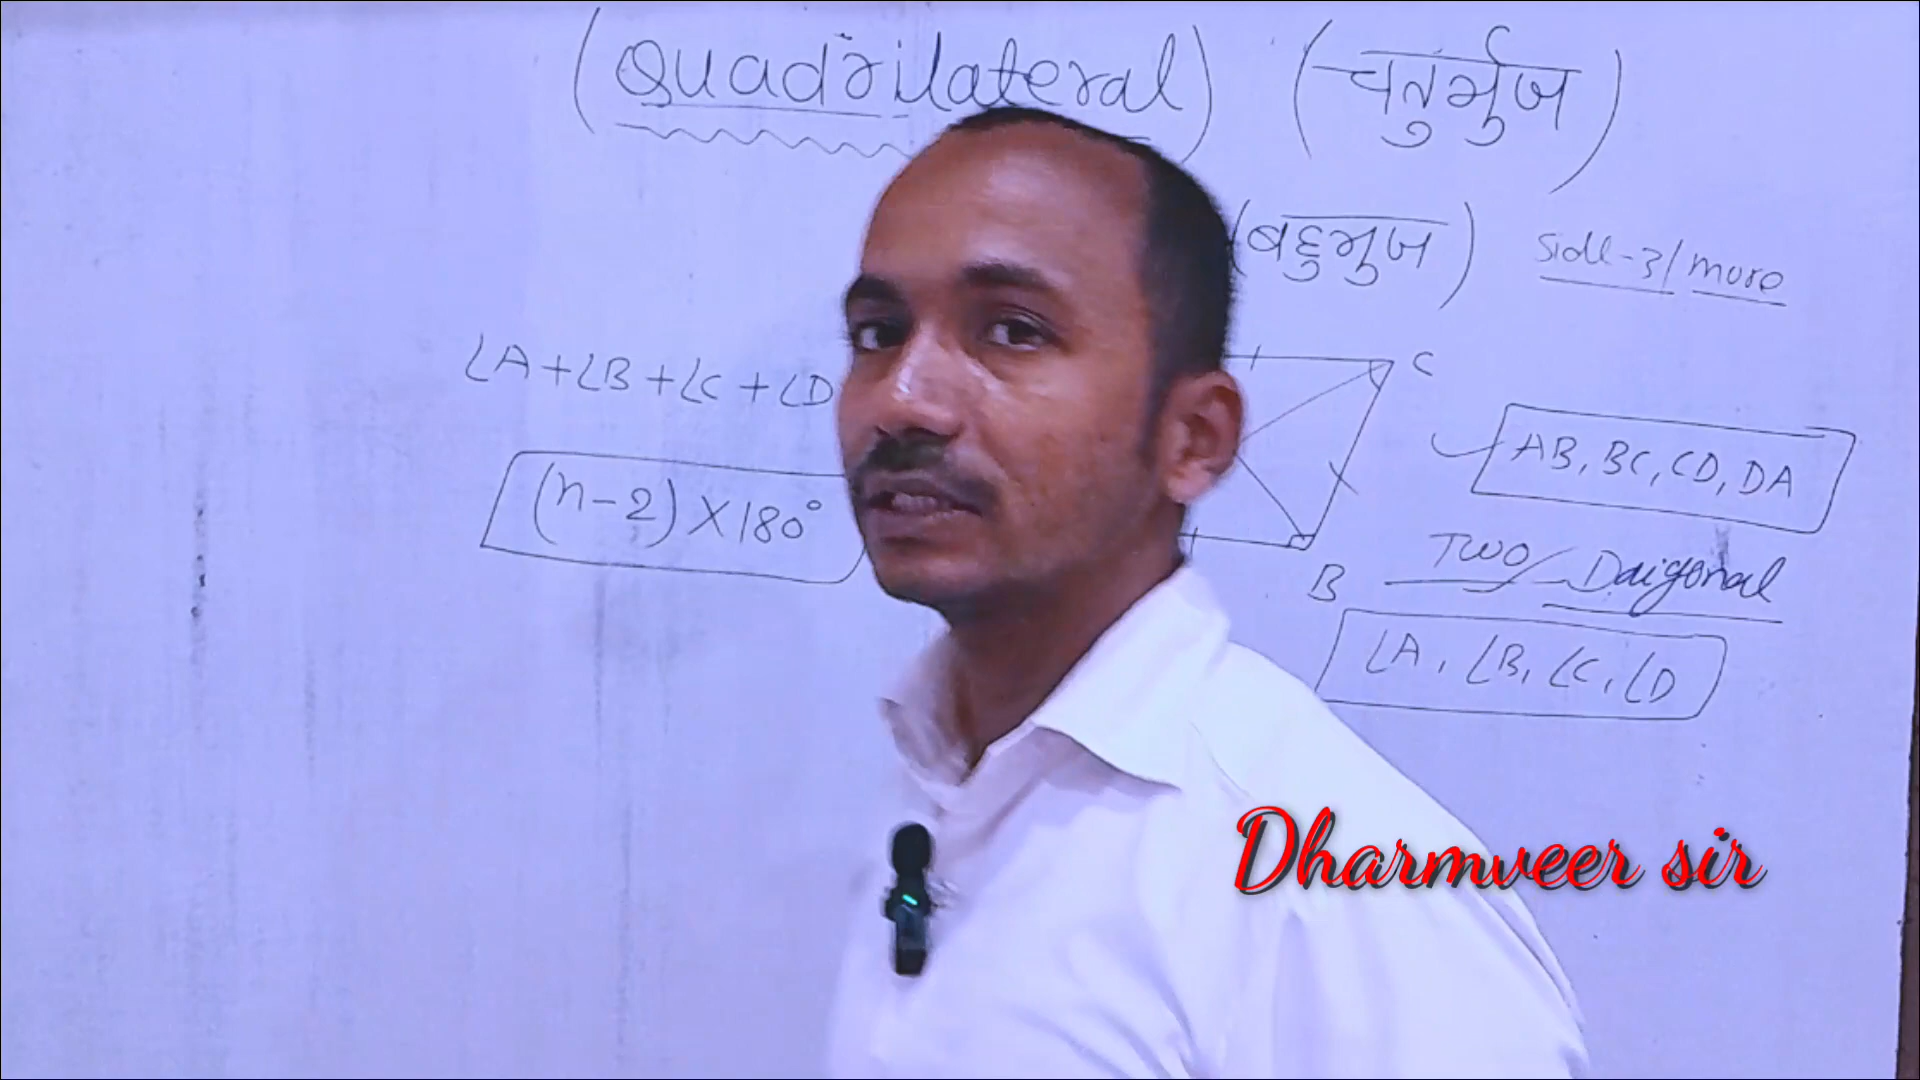 (Quadrilateral) (चतुर्भुज)
(बहुभुज) side-3/more
∠A+∠B+∠C+∠D
C
AB, BC, CD, DA
(n-2)×180°
Two Daigonal
B
∠A, ∠B, ∠C, ∠D
Dharmveer sir